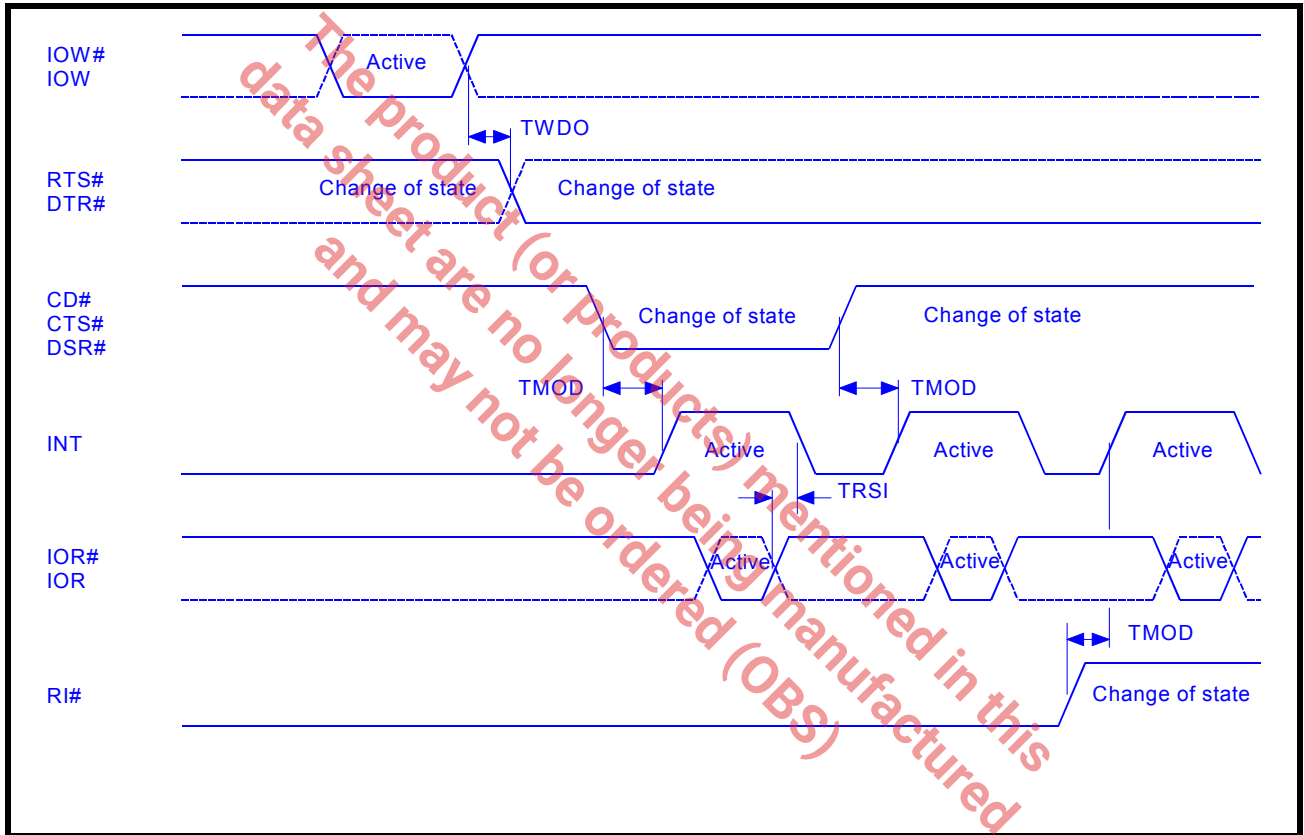 IOW#
IOW
Active
TWDO
RTS#
DTR#
Change of state
Change of state
CD#
CTS#
DSR#
Change of state
Change of state
TMOD
TMOD
INT
Active
Active
Active
TRSI
IOR#
IOR
Active
Active
Active
TMOD
RI#
Change of state
The product (or products) mentioned in this
data sheet are no longer being manufactured
and may not be ordered (OBS)